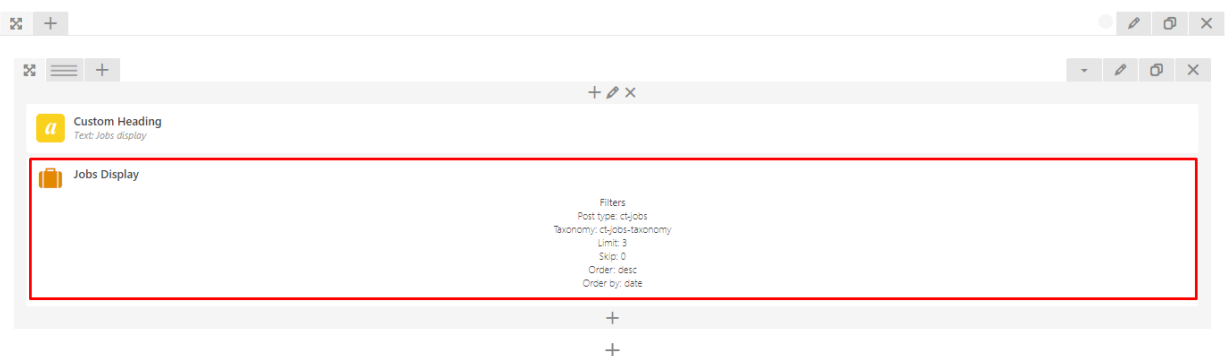 Custom Heading
Text: Jobs display
Jobs Display
Filters
Post type: ct-jobs
Taxonomy: ct-jobs-taxonomy
Limit: 3
Skip: 0
Order: desc
Order by: date